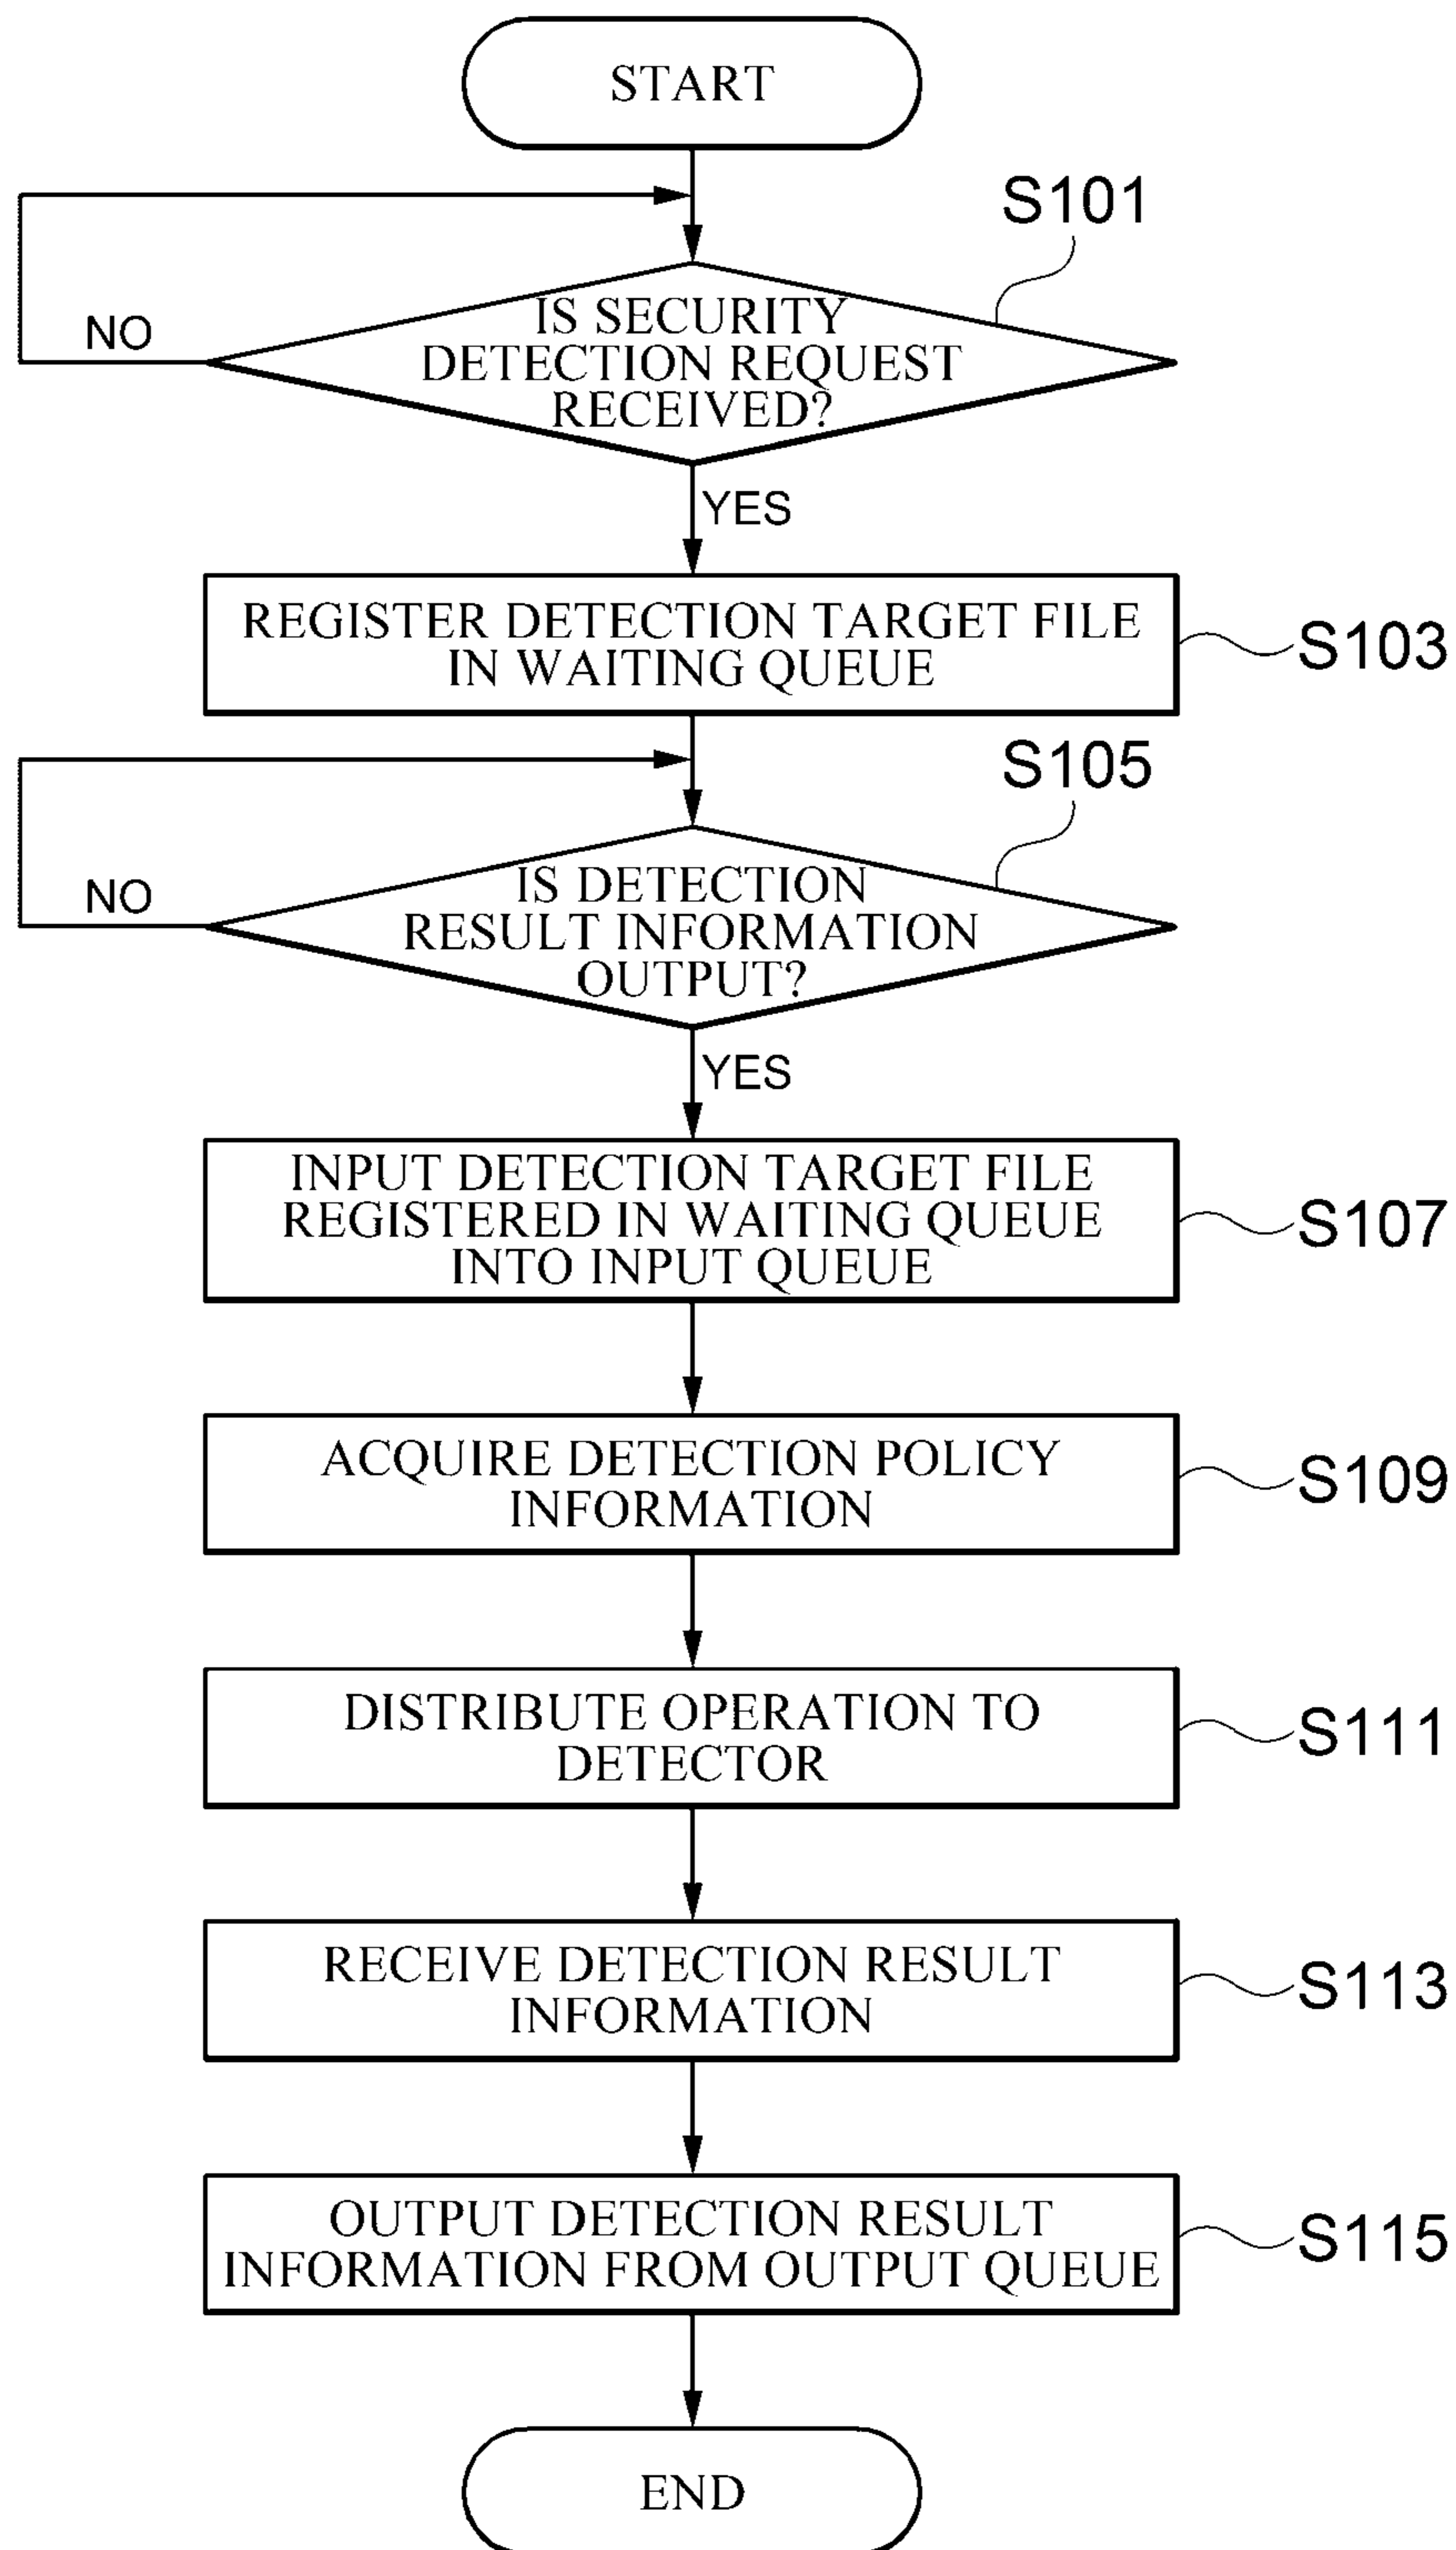 START
S101
IS SECURITY
DETECTION REQUEST
RECEIVED?
NO
YES
REGISTER DETECTION TARGET FILE
IN WAITING QUEUE
S103
S105
IS DETECTION
RESULT INFORMATION
OUTPUT?
NO
YES
INPUT DETECTION TARGET FILE
REGISTERED IN WAITING QUEUE
INTO INPUT QUEUE
S107
ACQUIRE DETECTION POLICY
INFORMATION
S109
DISTRIBUTE OPERATION TO
DETECTOR
S111
RECEIVE DETECTION RESULT
INFORMATION
S113
OUTPUT DETECTION RESULT
INFORMATION FROM OUTPUT QUEUE
S115
END